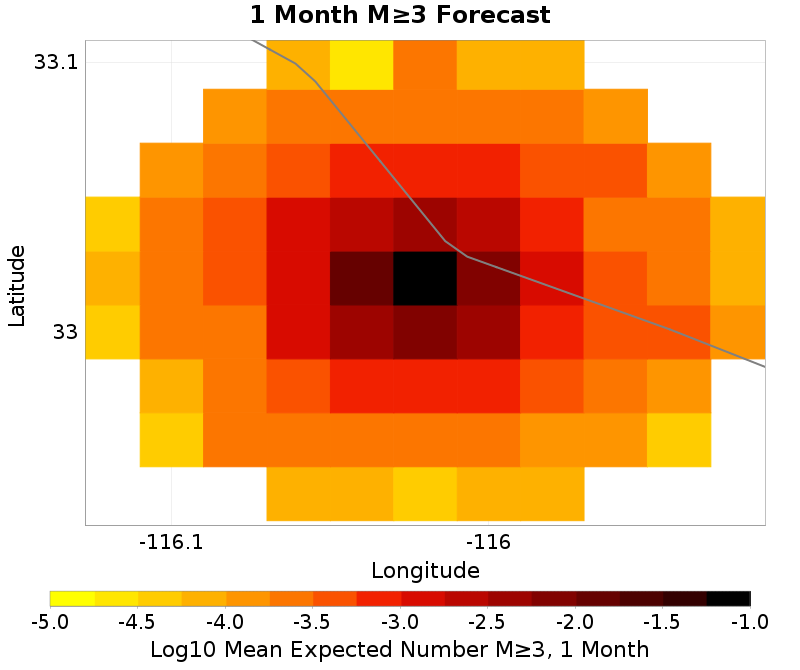 1 Month M≥3 Forecast
33.1
33
Latitude
-116.1 -116
Longitude
-5.0 -4.5 -4.0 -3.5 -3.0 -2.5 -2.0 -1.5 -1.0
Log10 Mean Expected Number M≥3, 1 Month